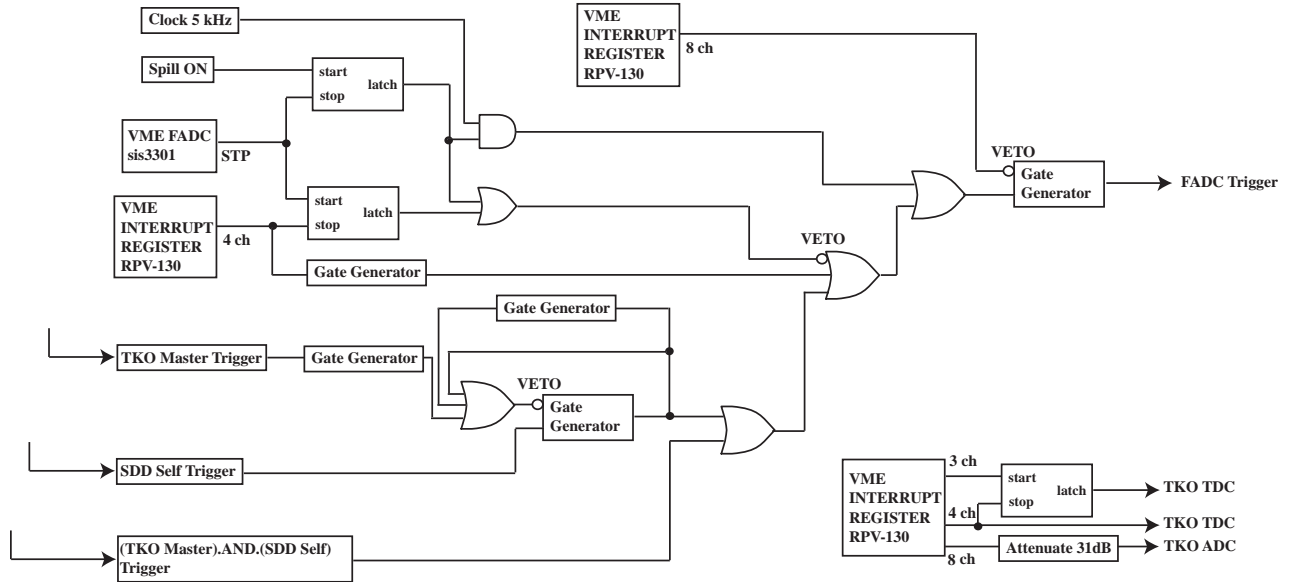 Clock 5 kHz
Spill ON
start
stop
latch
VME FADC
sis3301
STP
VME
INTERRUPT
REGISTER
RPV-130
4 ch
start
stop
latch
Gate Generator
VME
INTERRUPT
REGISTER
RPV-130
8 ch
VETO
Gate
Generator
FADC Trigger
VETO
Gate Generator
TKO Master Trigger
Gate Generator
VETO
Gate
Generator
SDD Self Trigger
(TKO Master).AND.(SDD Self)
Trigger
VME
INTERRUPT
REGISTER
RPV-130
3 ch
4 ch
8 ch
start
stop
latch
Attenuate 31dB
TKO TDC
TKO TDC
TKO ADC